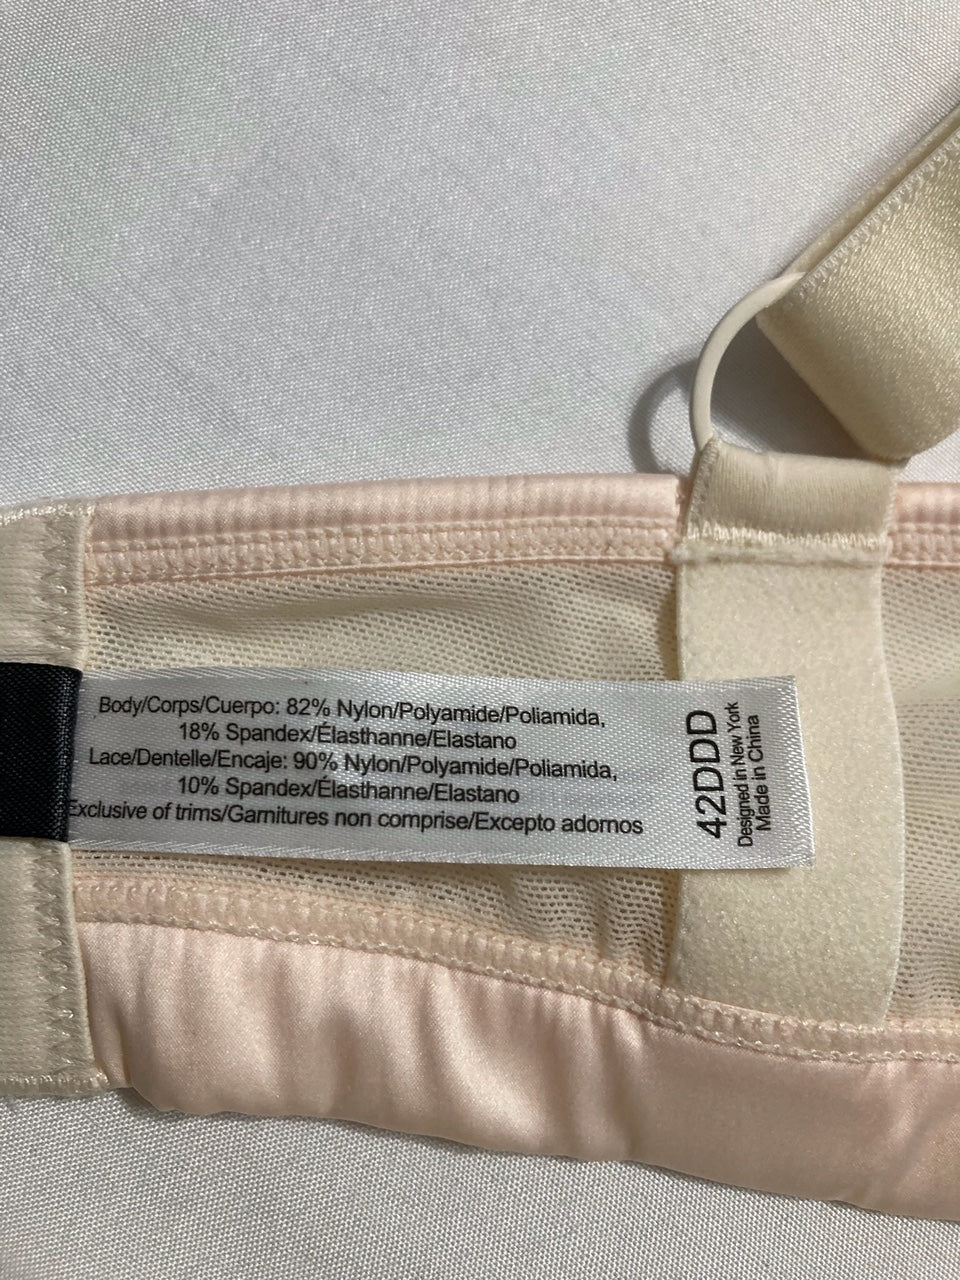 Body/Corps/Cuerpo: 82% Nylon/Polyamide/Poliamida,
18% Spandex/Élasthanne/Elastano
Lace/Dentelle/Encaje: 90% Nylon/Polyamide/Poliamida,
10% Spandex/Élasthanne/Elastano
Exclusive of trims/Garnitures non comprise/Excepto adornos
42DDD
Designed in New York
Made in China